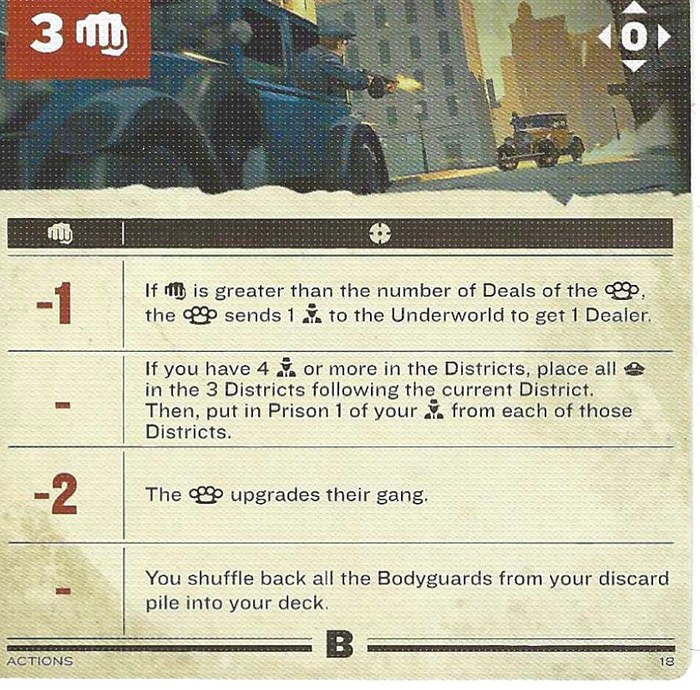 3
0
-1
If is greater than the number of Deals of the ,
the sends 1 to the Underworld to get 1 Dealer.
-
If you have 4 or more in the Districts, place all
in the 3 Districts following the current District.
Then, put in Prison 1 of your from each of those
Districts.
-2
The upgrades their gang.
-
You shuffle back all the Bodyguards from your discard
pile into your deck.
B
ACTIONS
18